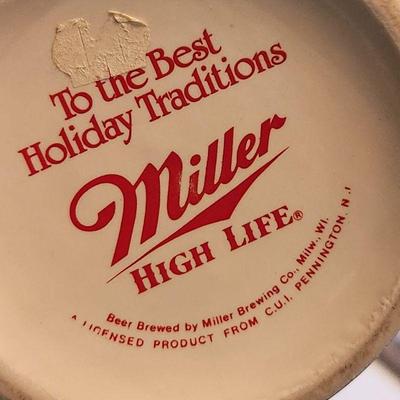 To the Best
Holiday Traditions
Miller
HIGH LIFE®
Beer Brewed by Miller Brewing Co., Milw., WI.
A LICENSED PRODUCT FROM C.U.I. PENNINGTON, N.J